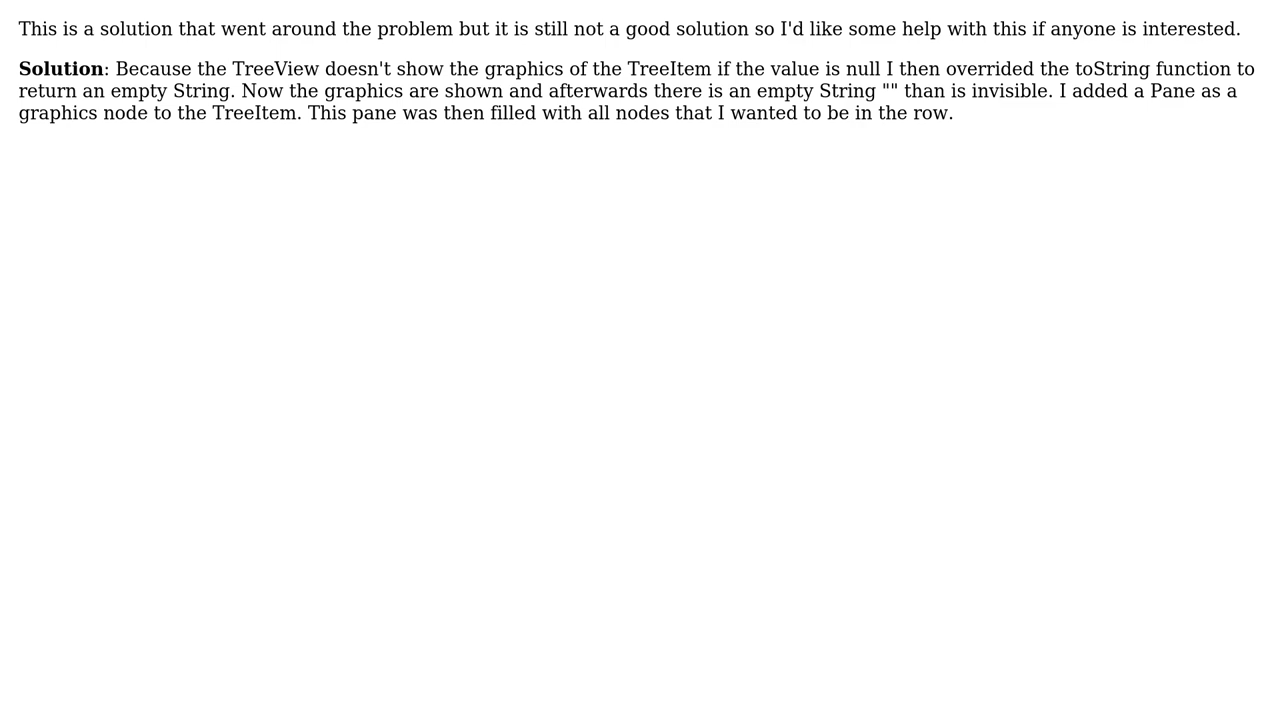 This is a solution that went around the problem but it is still not a good solution so I'd like some help with this if anyone is interested.
Solution: Because the TreeView doesn't show the graphics of the TreeItem if the value is null I then overrided the toString function to
return an empty String. Now the graphics are shown and afterwards there is an empty String "" than is invisible. I added a Pane as a
graphics node to the TreeItem. This pane was then filled with all nodes that I wanted to be in the row.